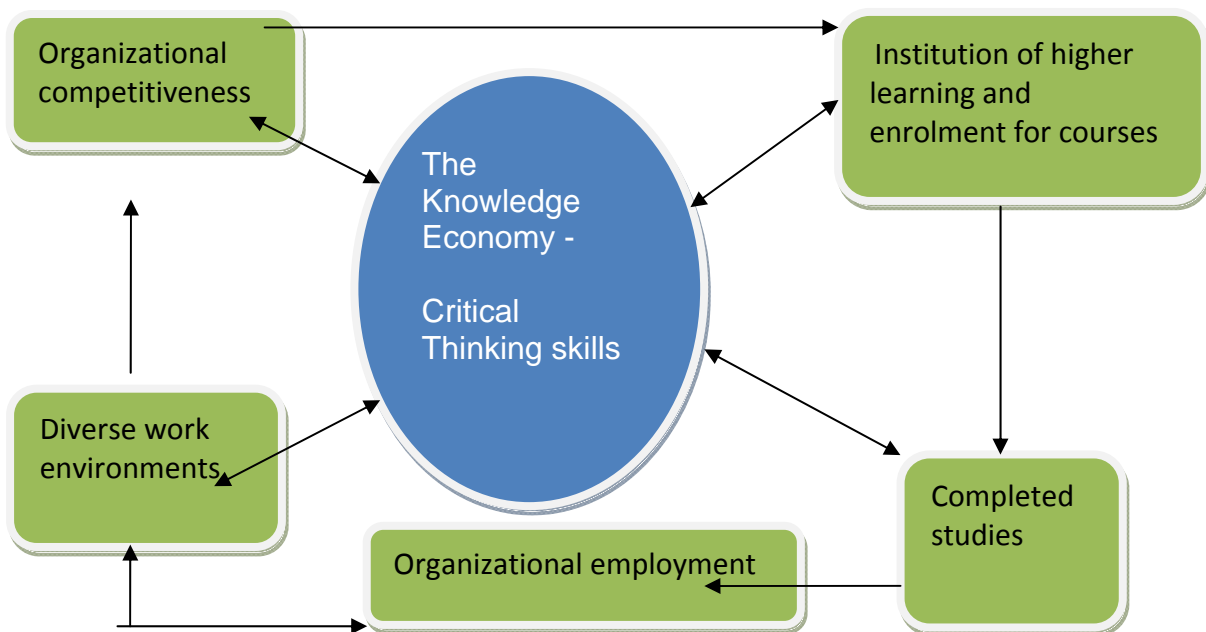 Organizational
competitiveness
Institution of higher
learning and
enrolment for courses
The
Knowledge
Economy -
Critical
Thinking skills
Diverse work
environments
Completed
studies
Organizational employment